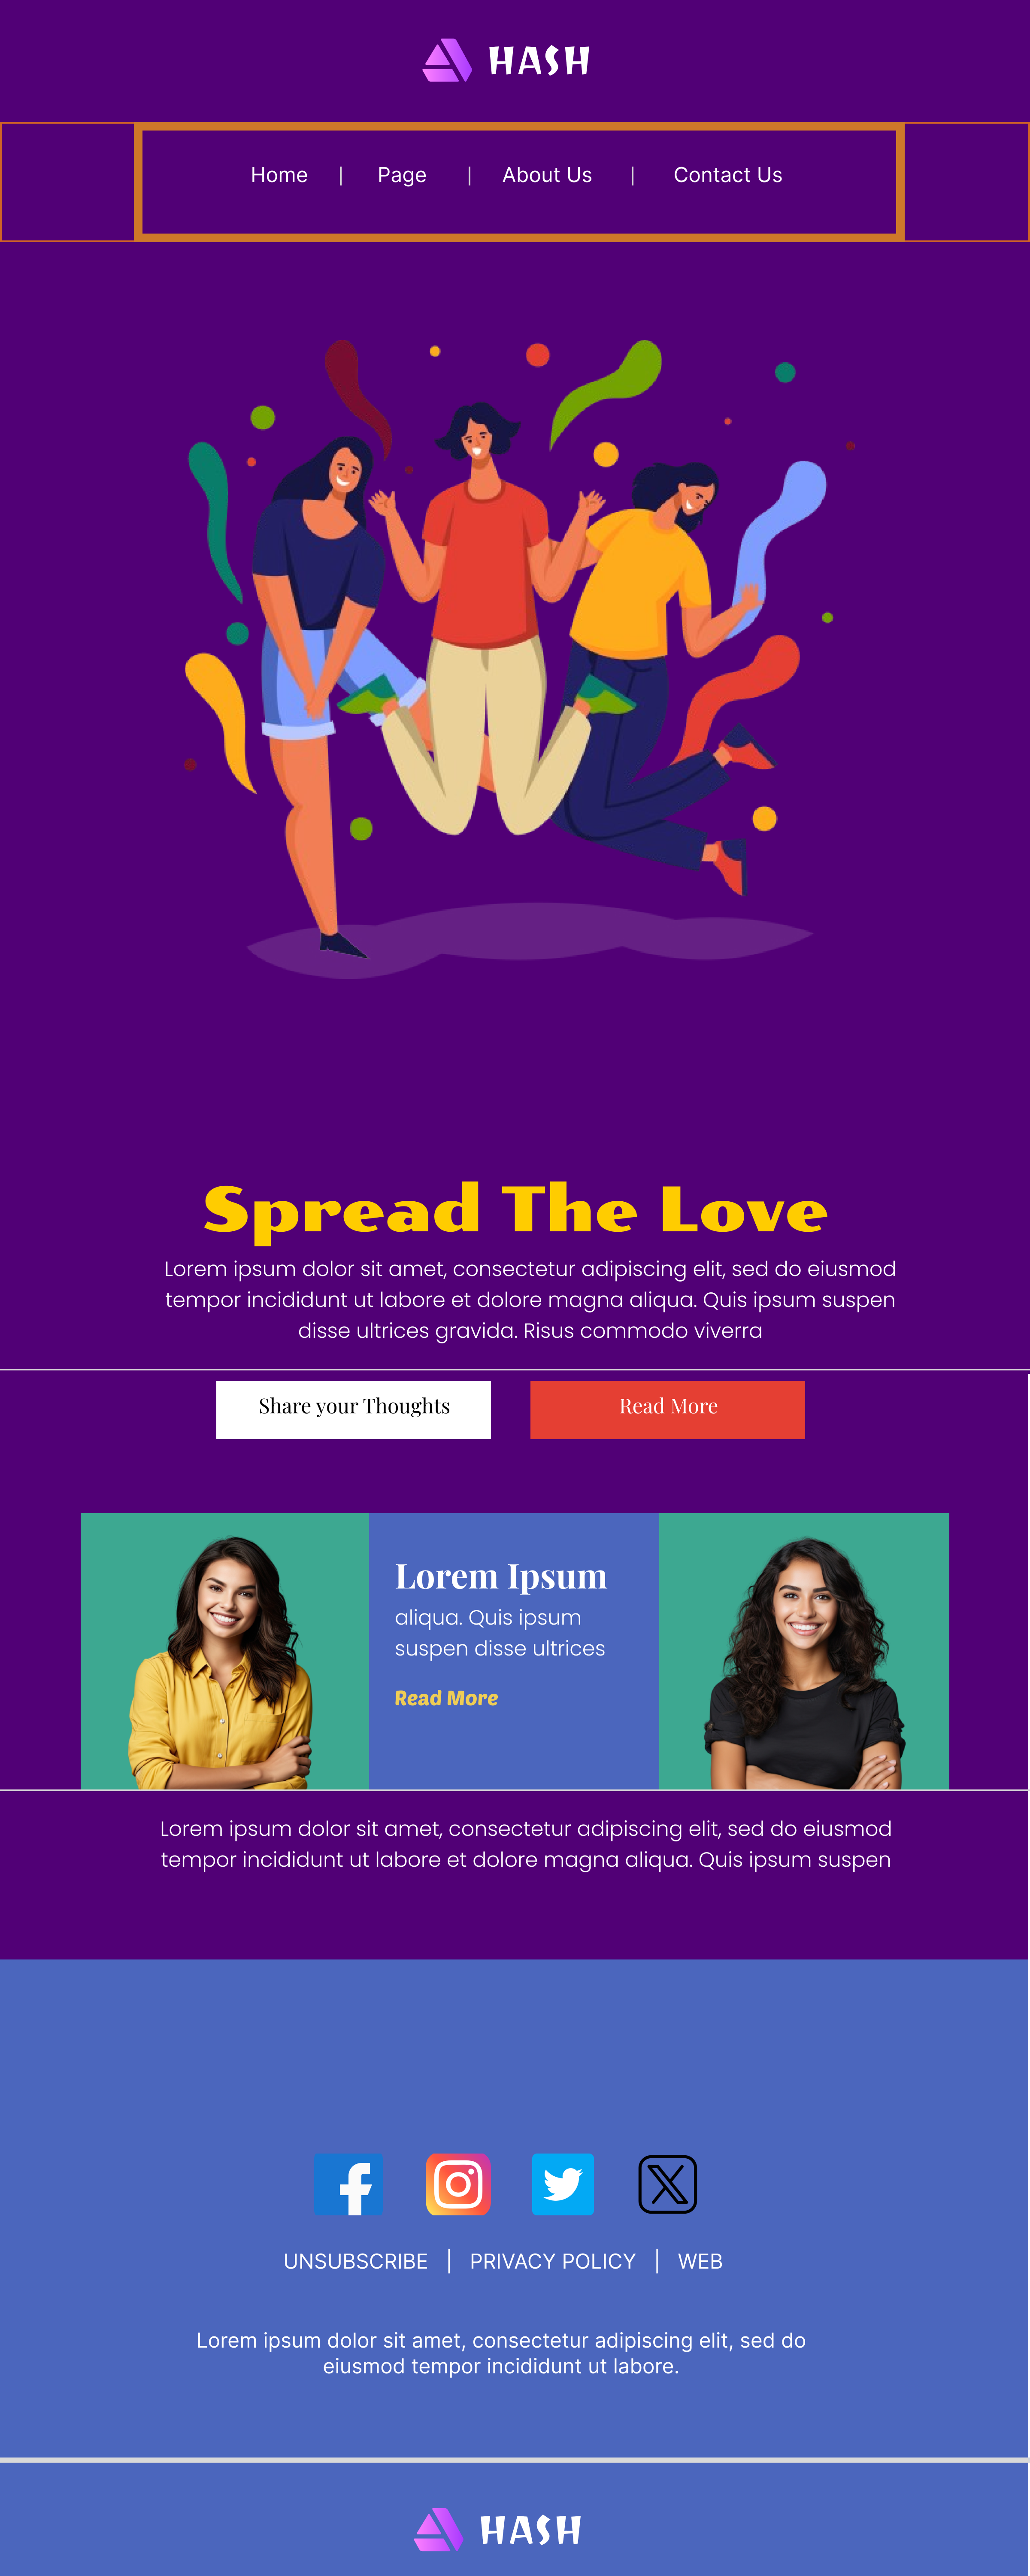 HASH
Home | Page | About Us | Contact Us
Spread The Love
Lorem ipsum dolor sit amet, consectetur adipiscing elit, sed do eiusmod
tempor incididunt ut labore et dolore magna aliqua. Quis ipsum suspen
disse ultrices gravida. Risus commodo viverra
Share your Thoughts
Read More
Lorem Ipsum
aliqua. Quis ipsum
suspen disse ultrices
Read More
Lorem ipsum dolor sit amet, consectetur adipiscing elit, sed do eiusmod
tempor incididunt ut labore et dolore magna aliqua. Quis ipsum suspen
UNSUBSCRIBE | PRIVACY POLICY | WEB
Lorem ipsum dolor sit amet, consectetur adipiscing elit, sed do
eiusmod tempor incididunt ut labore.
HASH